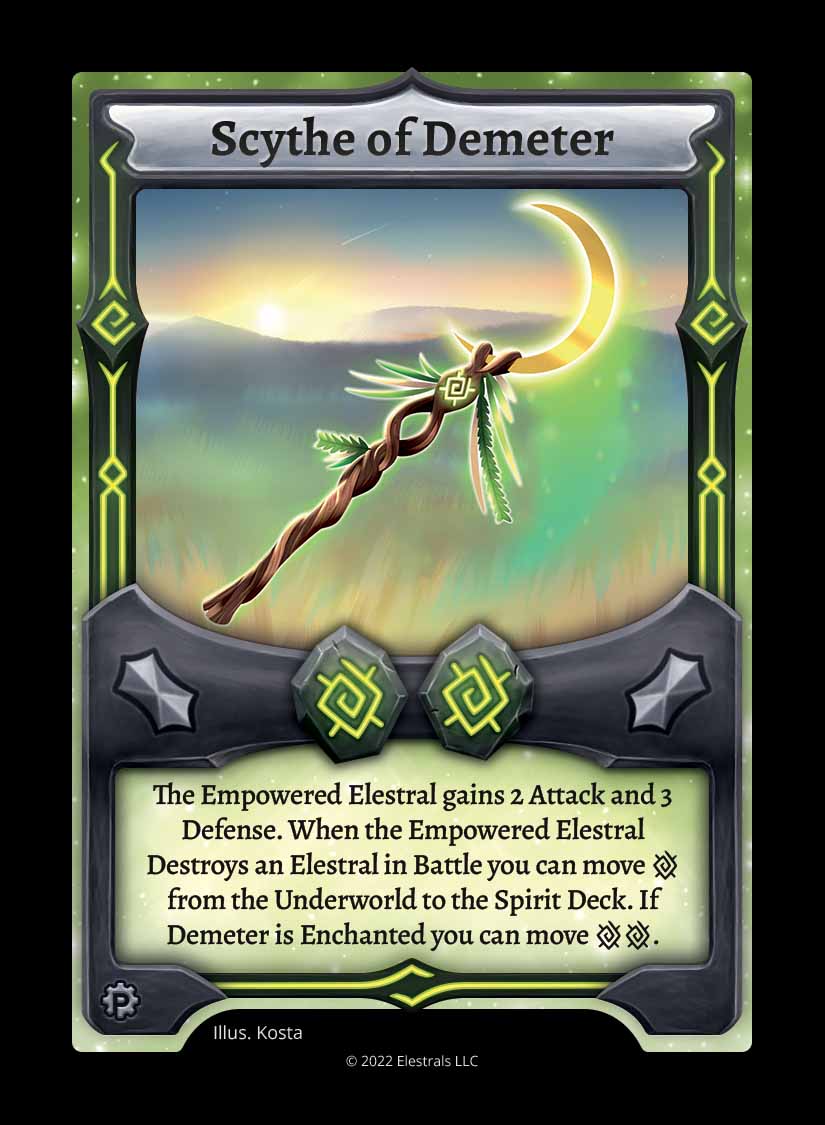 Scythe of Demeter
The Empowered Elestral gains 2 Attack and 3
Defense. When the Empowered Elestral
Destroys an Elestral in Battle you can move
from the Underworld to the Spirit Deck. If
Demeter is Enchanted you can move .
P
Illus. Kosta
© 2022 Elestrals LLC